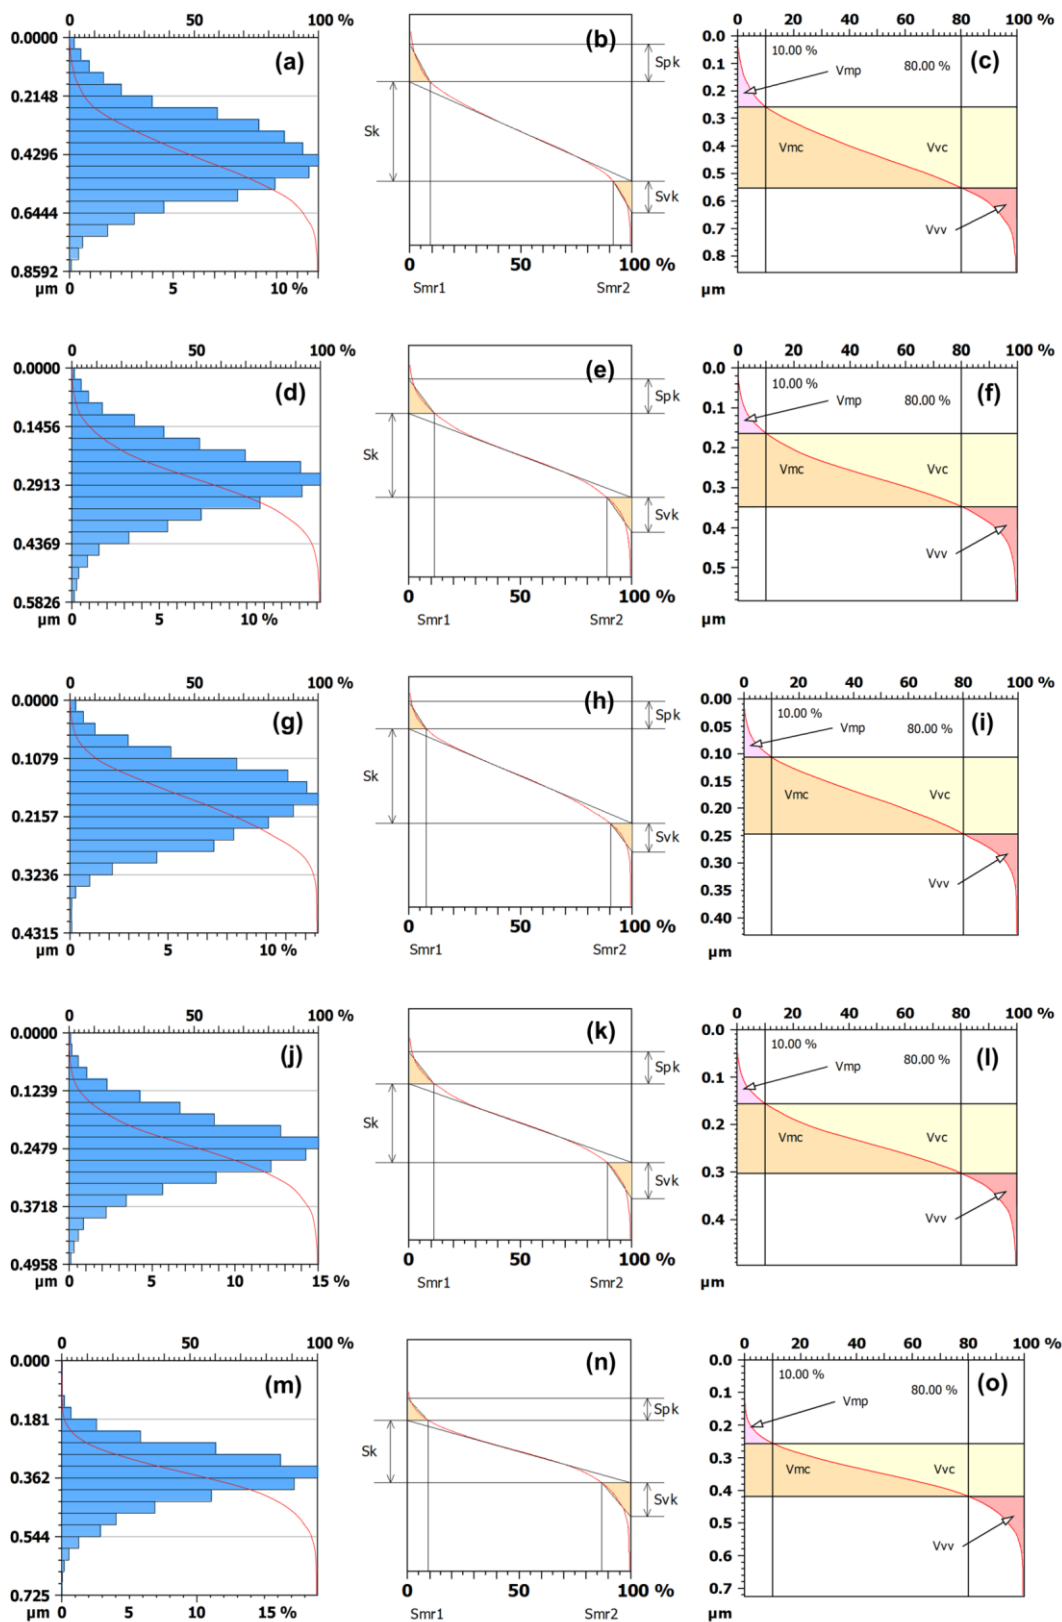 0 50 100 %
0.0000
0.2148
0.4296
0.6444
0.8592
µm 5 10 %
(a)
(b)
Spk
Sk
Svk
0 50 100 %
Smr1 Smr2
0 20 40 60 80 100 %
0.0
0.1
0.2
0.3
0.4
0.5
0.6
0.7
0.8
µm
10.00 %
80.00 %
Vmp
(c)
Vmc Vvc
Vvv
0 50 100 %
0.0000
0.1456
0.2913
0.4369
0.5826
µm 0 5 10 %
(d)
(e)
Spk
Sk
Svk
0 50 100 %
Smr1 Smr2
0 20 40 60 80 100 %
0.0
0.1
0.2
0.3
0.4
0.5
µm
10.00 %
80.00 %
Vmp
(f)
Vmc Vvc
Vvv
0 50 100 %
0.0000
0.1079
0.2157
0.3236
0.4315
µm 0 5 10 %
(g)
(h)
Spk
Sk
Svk
0 50 100 %
Smr1 Smr2
0 20 40 60 80 100 %
0.00
0.05
0.10
0.15
0.20
0.25
0.30
0.35
0.40
µm
10.00 %
80.00 %
Vmp
(i)
Vmc Vvc
Vvv
0 50 100 %
0.0000
0.1239
0.2479
0.3718
0.4958
µm 0 5 10 15 %
(j)
(k)
Spk
Sk
Svk
0 50 100 %
Smr1 Smr2
0 20 40 60 80 100 %
0.0
0.1
0.2
0.3
0.4
µm
10.00 %
80.00 %
Vmp
(l)
Vmc Vvc
Vvv
0 50 100 %
0.000
0.181
0.362
0.544
0.725
µm 0 5 10 15 %
(m)
(n)
Spk
Sk
Svk
0 50 100 %
Smr1 Smr2
0 20 40 60 80 100 %
0.0
0.1
0.2
0.3
0.4
0.5
0.6
0.7
µm
10.00 %
80.00 %
Vmp
(o)
Vmc Vvc
Vvv